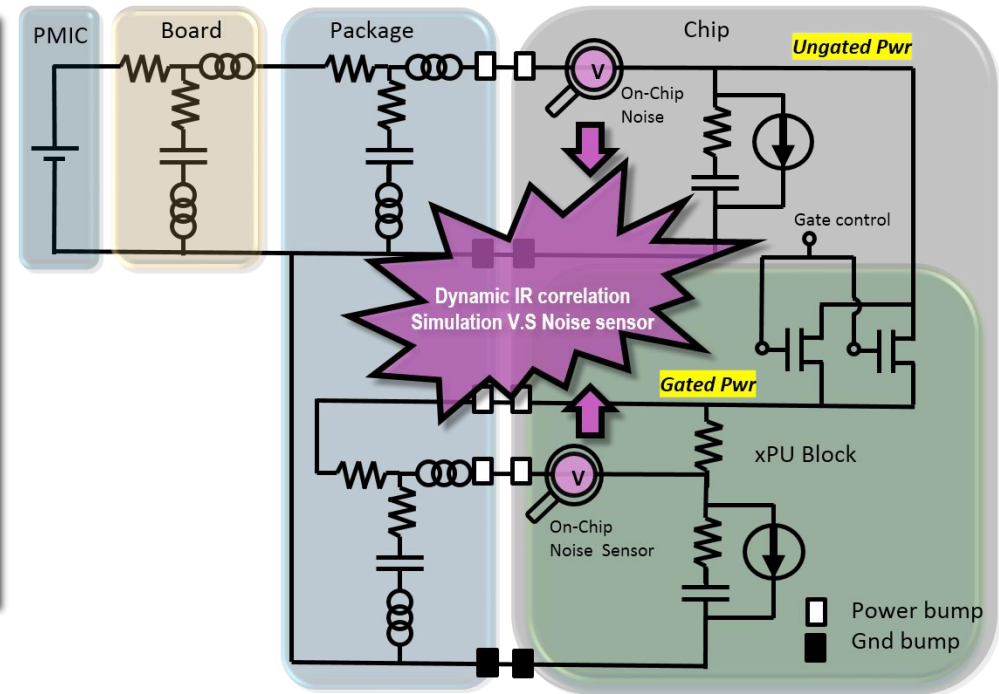 PMIC
Board
Package
Chip
Ungated Pwr
V
On-Chip
Noise
Gate control
Dynamic IR correlation
Simulation V.S Noise sensor
Gated Pwr
xPU Block
V
On-Chip
Noise Sensor
Power bump
Gnd bump